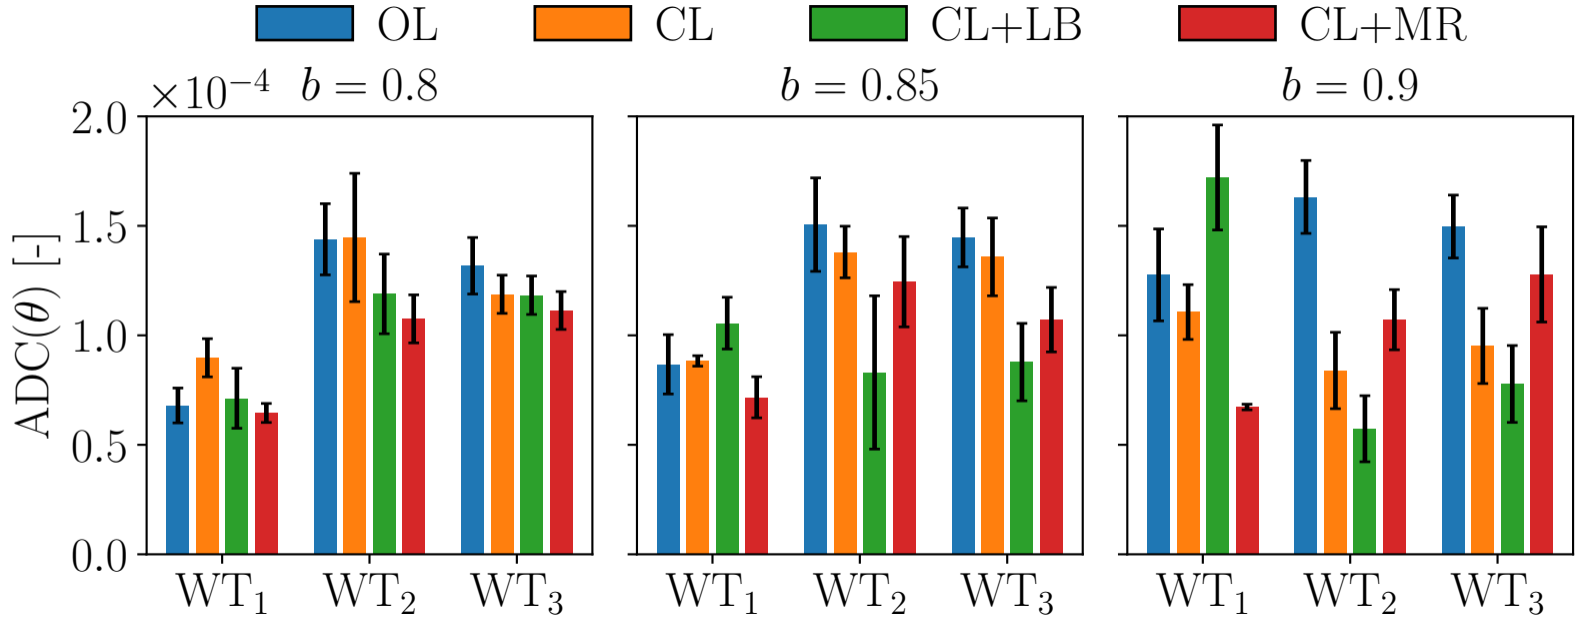 OL CL CL+LB CL+MR
×10⁻⁴ b = 0.8 b = 0.85 b = 0.9
ADC(θ) [-]
2.0
1.5
1.0
0.5
0.0
WT₁ WT₂ WT₃ WT₁ WT₂ WT₃ WT₁ WT₂ WT₃